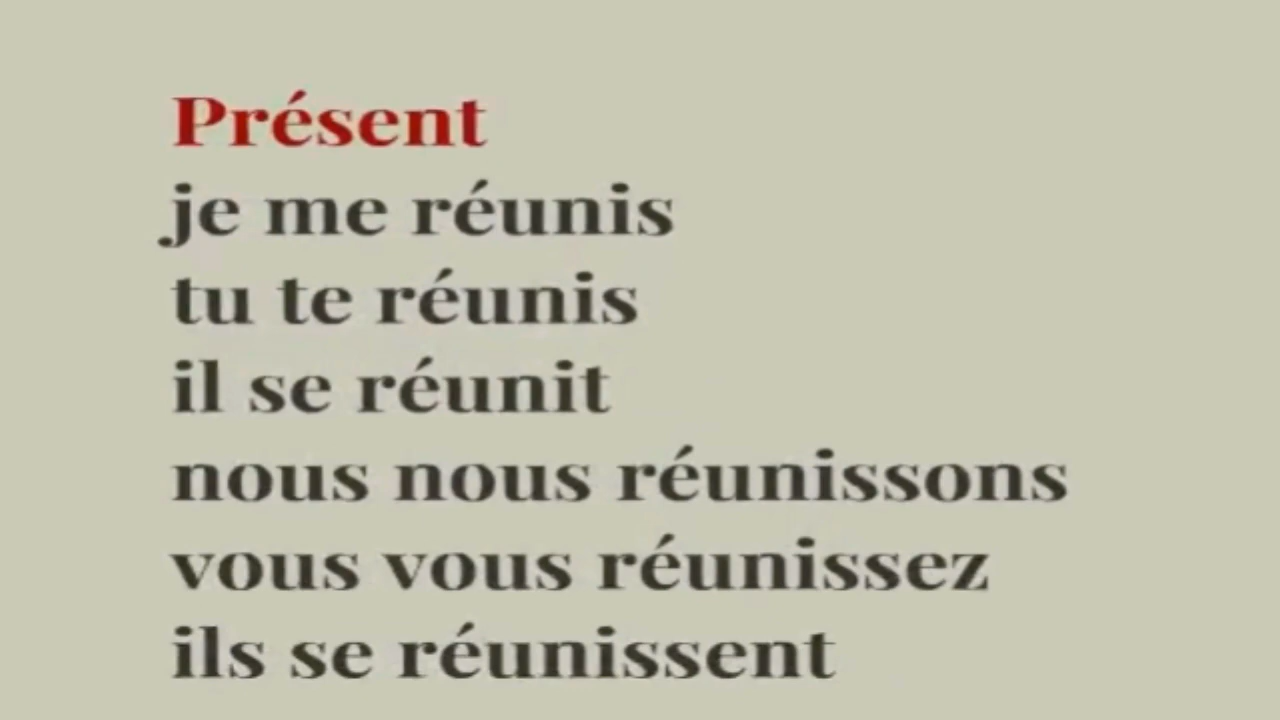 Présent
je me réunis
tu te réunis
il se réunit
nous nous réunissons
vous vous réunissez
ils se réunissent